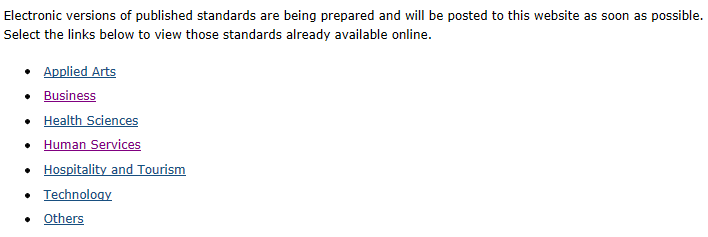 Electronic versions of published standards are being prepared and will be posted to this website as soon as possible.
Select the links below to view those standards already available online.
Applied Arts
Business
Health Sciences
Human Services
Hospitality and Tourism
Technology
Others